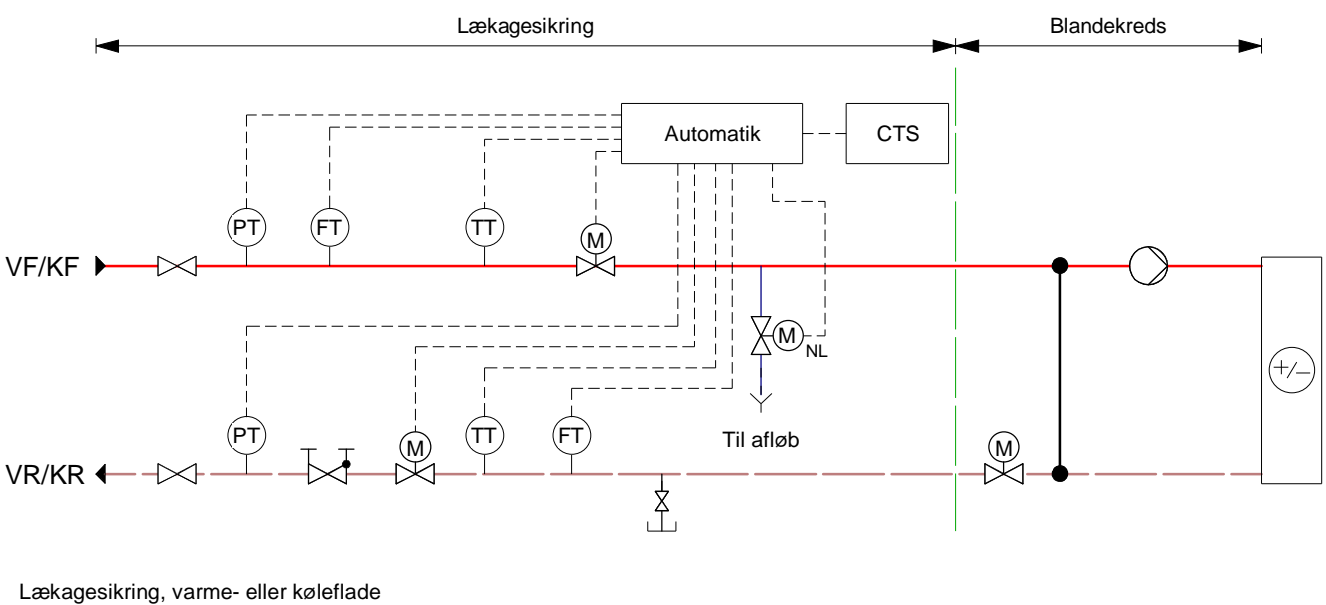 Lækagesikring
Blandekreds
Automatik
CTS
PT
FT
TT
M
VF/KF
M
NL
+/-
PT
M
TT
FT
Til afløb
M
VR/KR
Lækagesikring, varme- eller køleflade